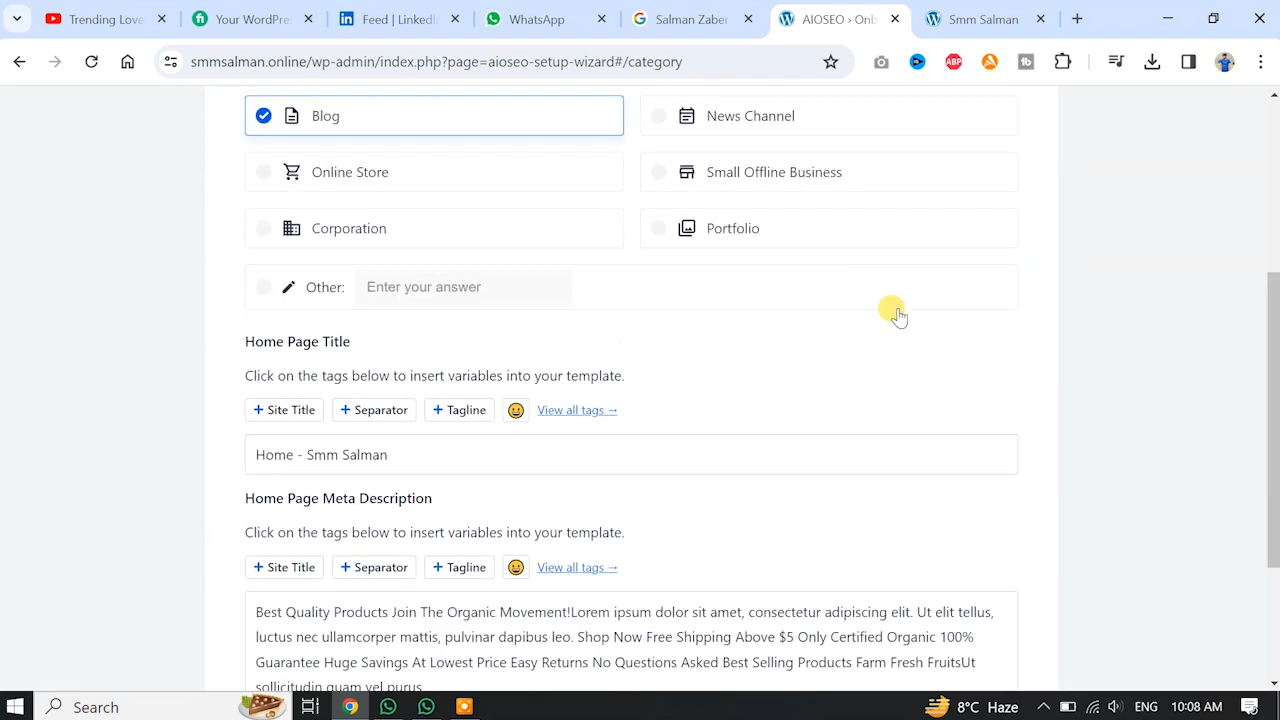 Trending Love
Your WordPre
Feed | LinkedI
WhatsApp
Salman Zaber
AIOSEO › Onb
Smm Salman
smmsalman.online/wp-admin/index.php?page=aioseo-setup-wizard#/category
Blog
News Channel
Online Store
Small Offline Business
Corporation
Portfolio
Other:
Enter your answer
Home Page Title
Click on the tags below to insert variables into your template.
+ Site Title
+ Separator
+ Tagline
View all tags →
Home - Smm Salman
Home Page Meta Description
Click on the tags below to insert variables into your template.
+ Site Title
+ Separator
+ Tagline
View all tags →
Best Quality Products Join The Organic Movement!Lorem ipsum dolor sit amet, consectetur adipiscing elit. Ut elit tellus,
luctus nec ullamcorper mattis, pulvinar dapibus leo. Shop Now Free Shipping Above $5 Only Certified Organic 100%
Guarantee Huge Savings At Lowest Price Easy Returns No Questions Asked Best Selling Products Farm Fresh FruitsUt
sollicitudin quam vel purus
Search
8°C Haze
ENG
10:08 AM